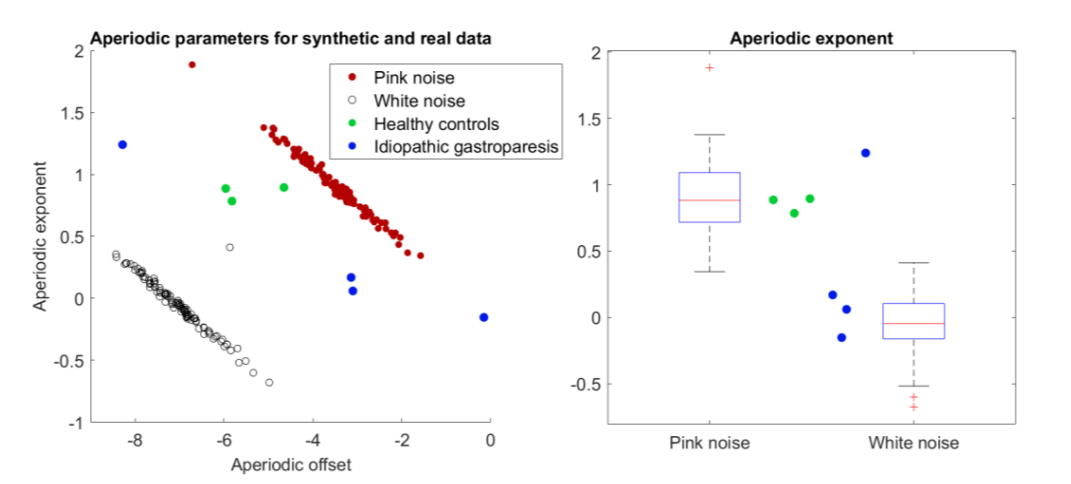 Aperiodic parameters for synthetic and real data
2
1.5
1
0.5
0
-0.5
-1
Aperiodic exponent
-8
-6
-4
-2
0
Aperiodic offset
Pink noise
White noise
Healthy controls
Idiopathic gastroparesis
Aperiodic exponent
2
1.5
1
0.5
0
-0.5
Pink noise
White noise